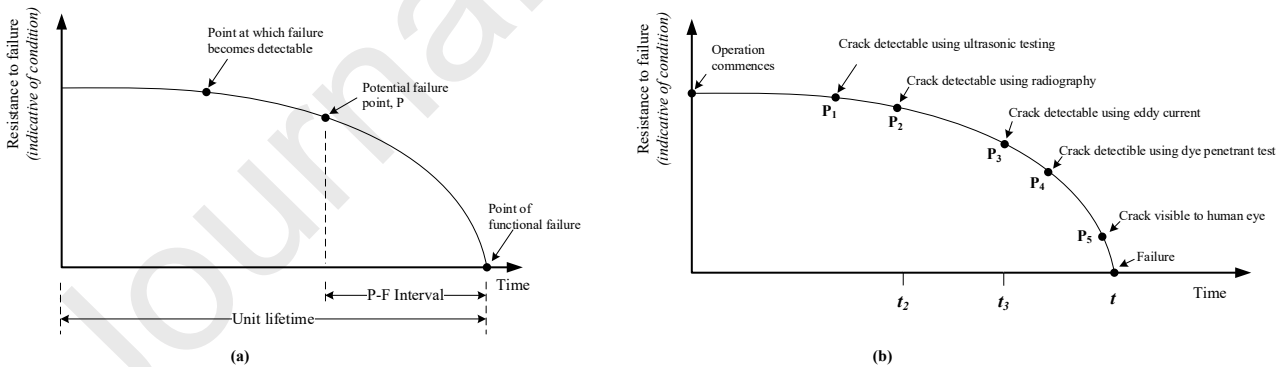 Resistance to failure
(indicative of condition)
Point at which failure
becomes detectable
Potential failure
point, P
Point of
functional failure
Time
P-F Interval
Unit lifetime
(a)
Resistance to failure
(indicative of condition)
Operation
commences
Crack detectable using ultrasonic testing
P1
Crack detectable using radiography
P2
Crack detectable using eddy current
P3
Crack detectible using dye penetrant test
P4
Crack visible to human eye
P5
Failure
t2
t3
t
Time
(b)
Journal